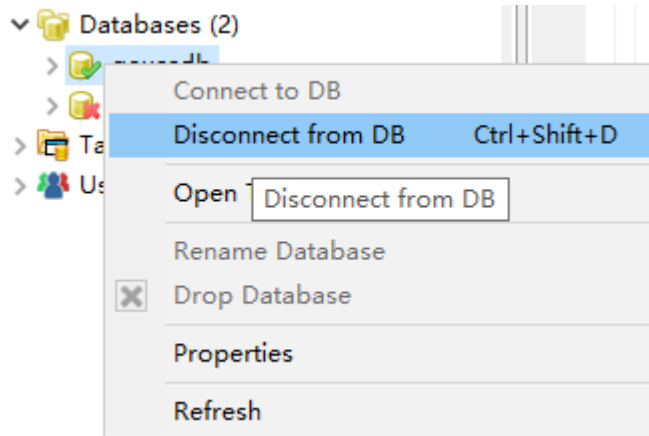 Databases (2)
Connect to DB
Disconnect from DB Ctrl+Shift+D
Open
Disconnect from DB
Rename Database
Drop Database
Properties
Refresh